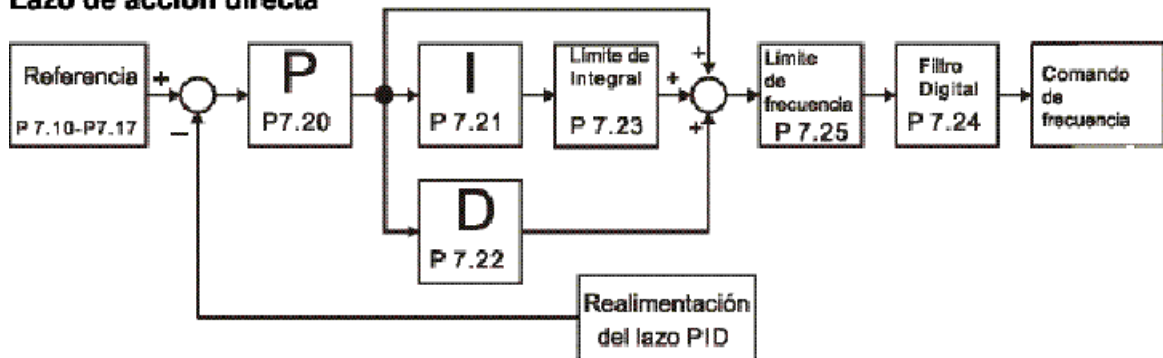 Lazo de acción directa
Referencia
P 7.10-P7.17
+
−
P
P7.20
I
P 7.21
Límite de
Integral
P 7.23
D
P 7.22
+
+
+
Límite
de
frecuencia
P 7.25
Filtro
Digital
P 7.24
Comando
de
frecuencia
Realimentación
del lazo PID